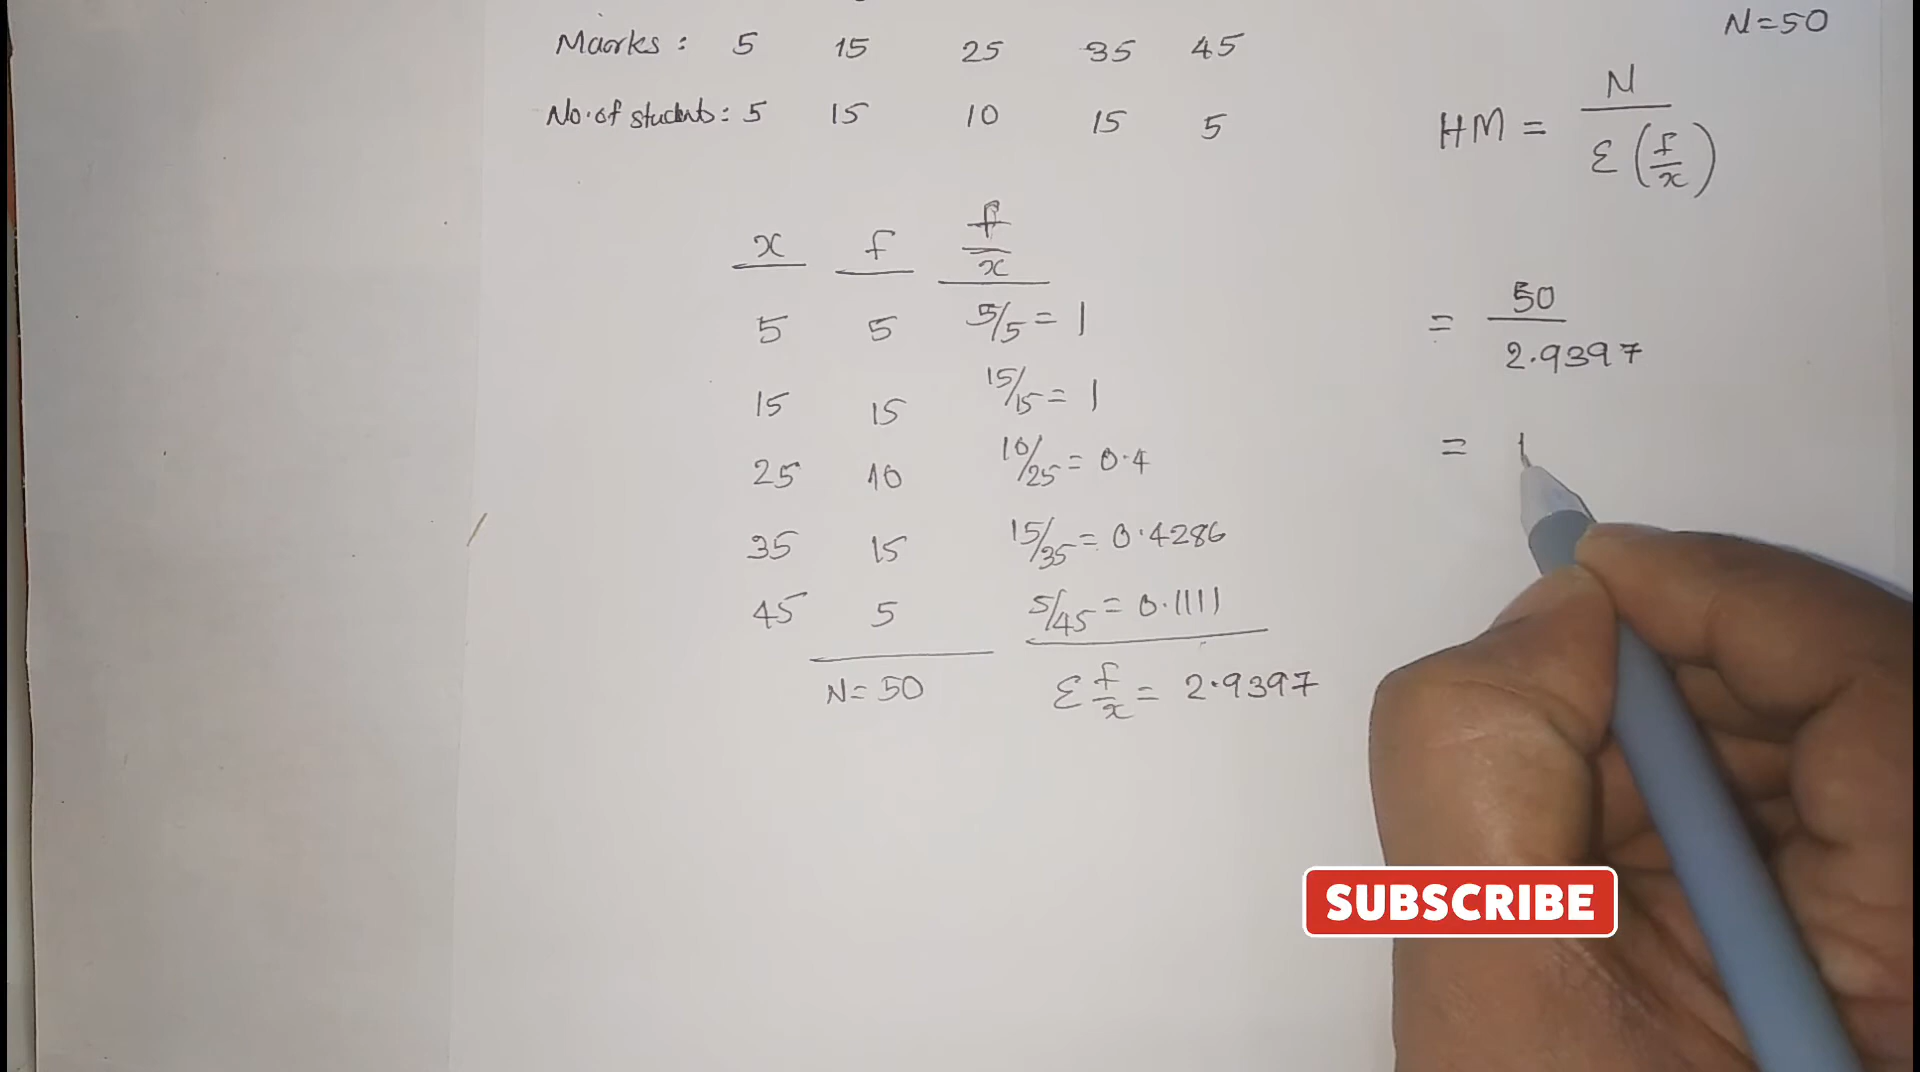 Marks : 5 15 25 35 45
No. of students : 5 15 10 15 5
N = 50
HM = N / Σ (f/x)
x f f/x
5 5 5/5 = 1
15 15 15/15 = 1
25 10 10/25 = 0.4
35 15 15/35 = 0.4286
45 5 5/45 = 0.1111
N = 50 Σ f/x = 2.9397
= 50 / 2.9397
= 1
SUBSCRIBE